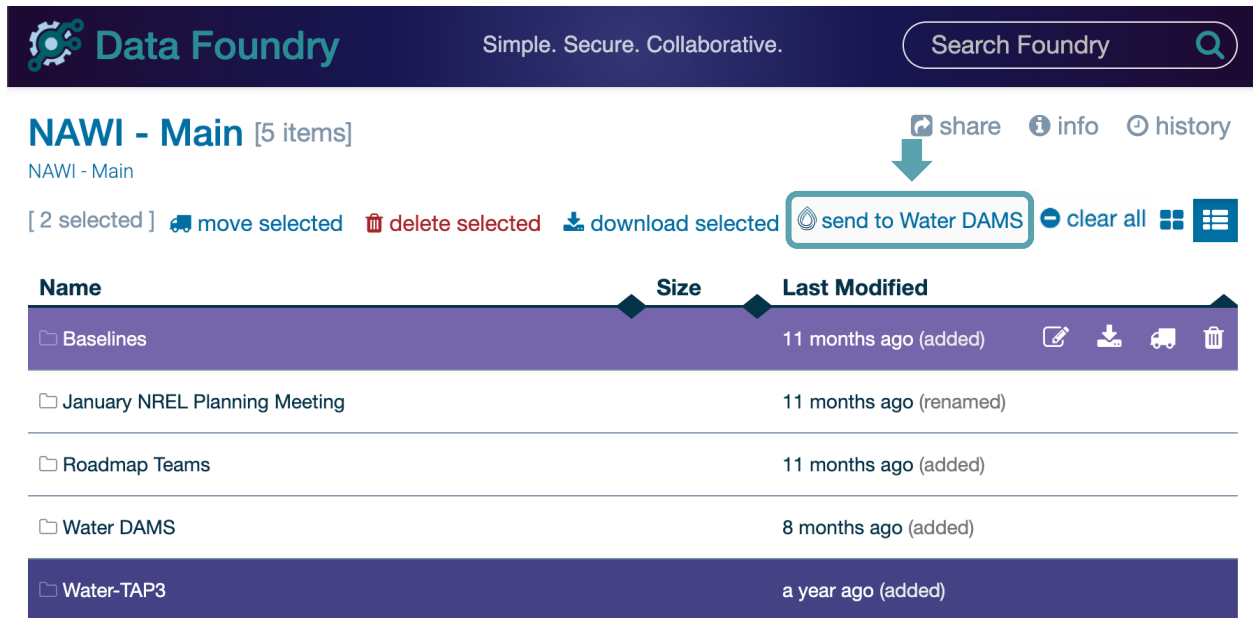 Data Foundry Simple. Secure. Collaborative. Search Foundry
NAWI - Main [5 items] share info history
NAWI - Main
[ 2 selected ] move selected delete selected download selected send to Water DAMS clear all
Name Size Last Modified
Baselines 11 months ago (added)
January NREL Planning Meeting 11 months ago (renamed)
Roadmap Teams 11 months ago (added)
Water DAMS 8 months ago (added)
Water-TAP3 a year ago (added)